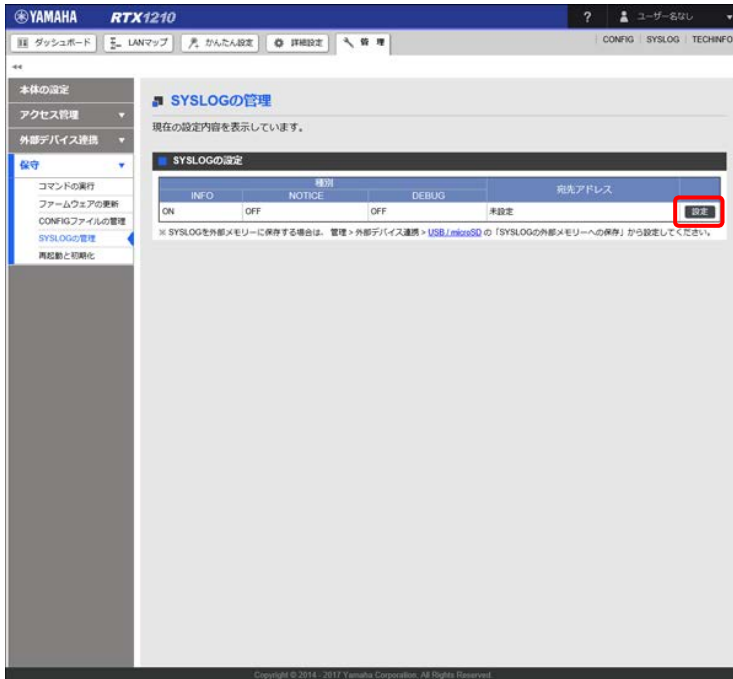 YAMAHA RTX1210 ? ユーザー名なし
ダッシュボード LANマップ かんたん設定 詳細設定 管理 CONFIG SYSLOG TECHINFO
本体の設定
アクセス管理
外部デバイス連携
保守
コマンドの実行
ファームウェアの更新
CONFIGファイルの管理
SYSLOGの管理
再起動と初期化
SYSLOGの管理
現在の設定内容を表示しています。
SYSLOGの設定
種別 宛先アドレス
INFO NOTICE DEBUG
ON OFF OFF 未設定 設定
※ SYSLOGを外部メモリーに保存する場合は、 管理 > 外部デバイス連携 > USB / microSD の「SYSLOGの外部メモリーへの保存」から設定してください。
Copyright © 2014 - 2017 Yamaha Corporation. All Rights Reserved.